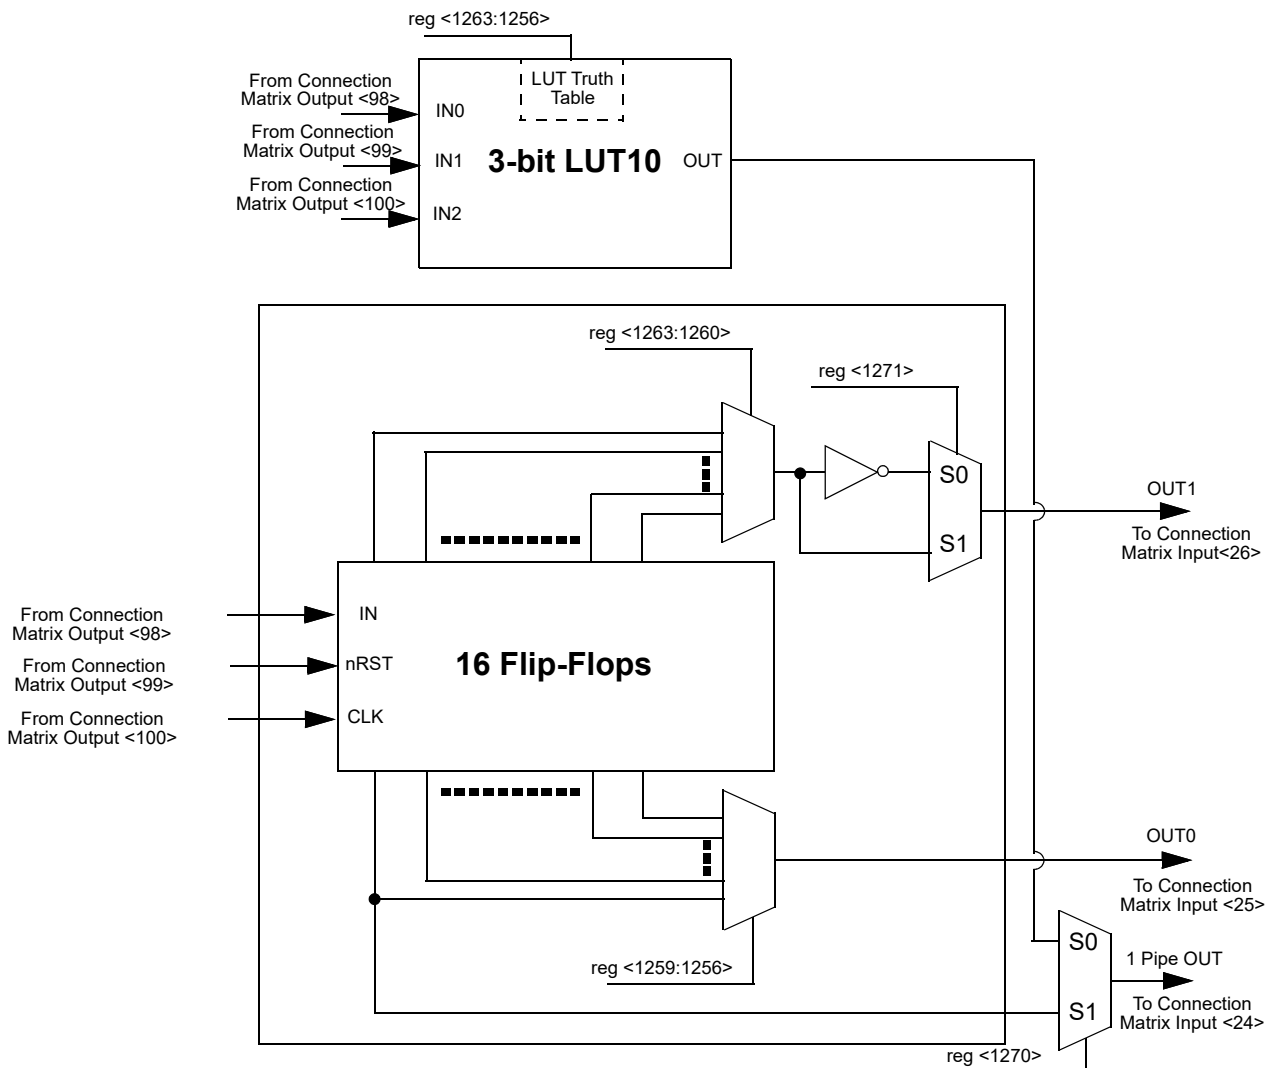 reg <1263:1256>
LUT Truth
Table
From Connection
Matrix Output <98>
IN0
From Connection
Matrix Output <99>
IN1
3-bit LUT10
OUT
From Connection
Matrix Output <100>
IN2
reg <1263:1260>
reg <1271>
S0
S1
OUT1
To Connection
Matrix Input<26>
From Connection
Matrix Output <98>
IN
From Connection
Matrix Output <99>
nRST
16 Flip-Flops
From Connection
Matrix Output <100>
CLK
OUT0
To Connection
Matrix Input <25>
reg <1259:1256>
S0
S1
1 Pipe OUT
To Connection
Matrix Input <24>
reg <1270>